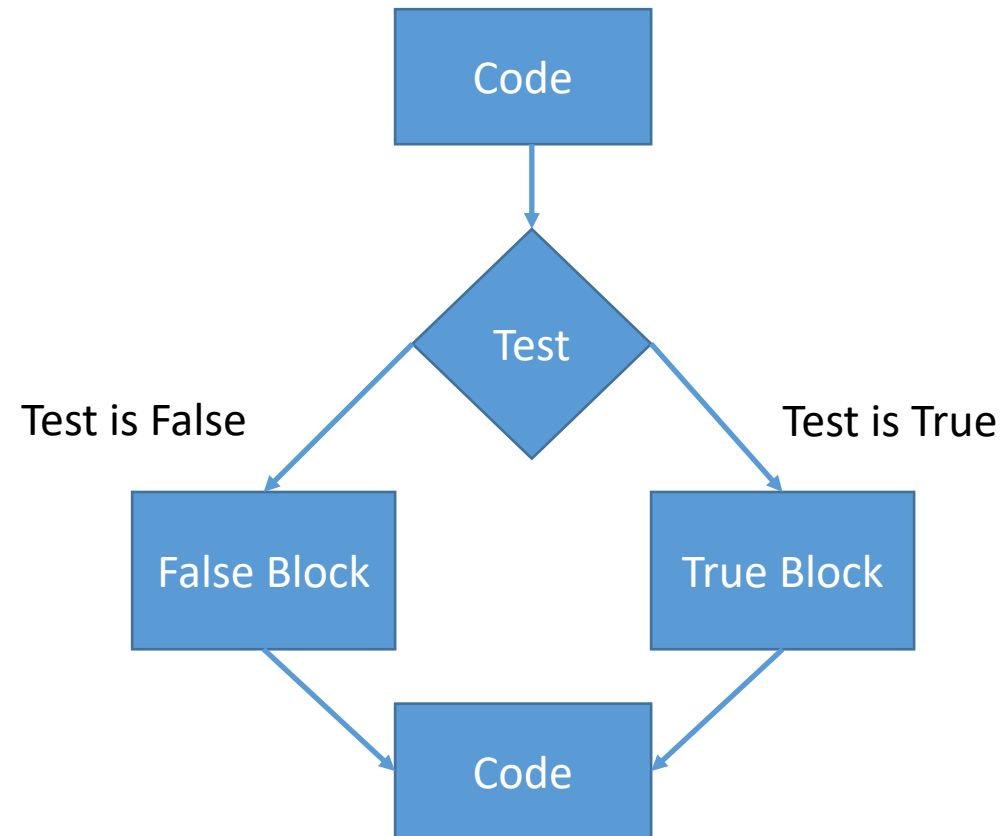 Code
Test
Test is False
Test is True
False Block
True Block
Code